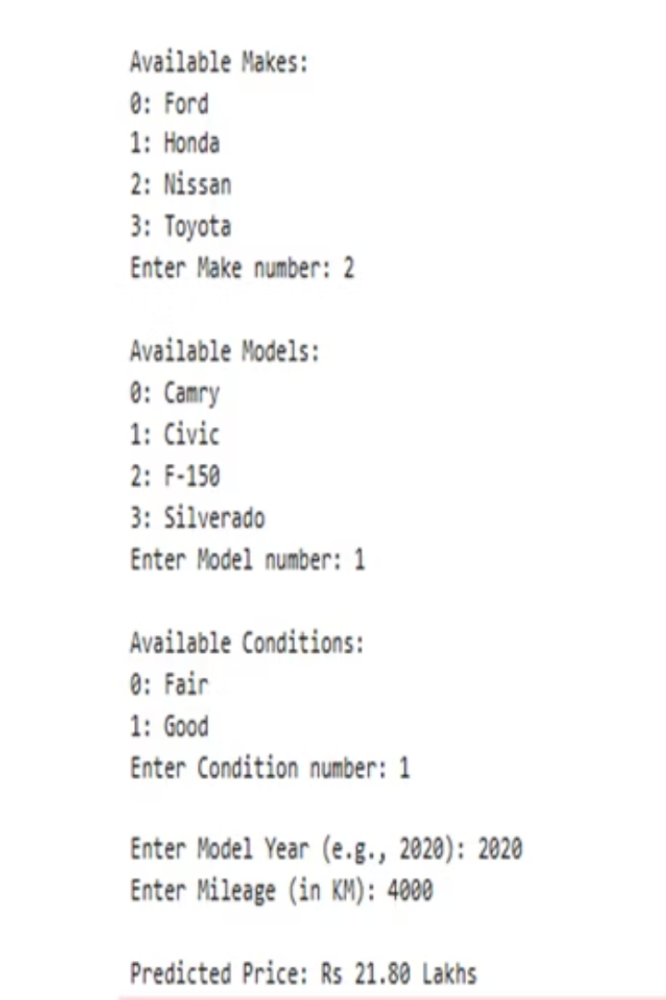 Available Makes:
0: Ford
1: Honda
2: Nissan
3: Toyota
Enter Make number: 2
Available Models:
0: Camry
1: Civic
2: F-150
3: Silverado
Enter Model number: 1
Available Conditions:
0: Fair
1: Good
Enter Condition number: 1
Enter Model Year (e.g., 2020): 2020
Enter Mileage (in KM): 4000
Predicted Price: Rs 21.80 Lakhs